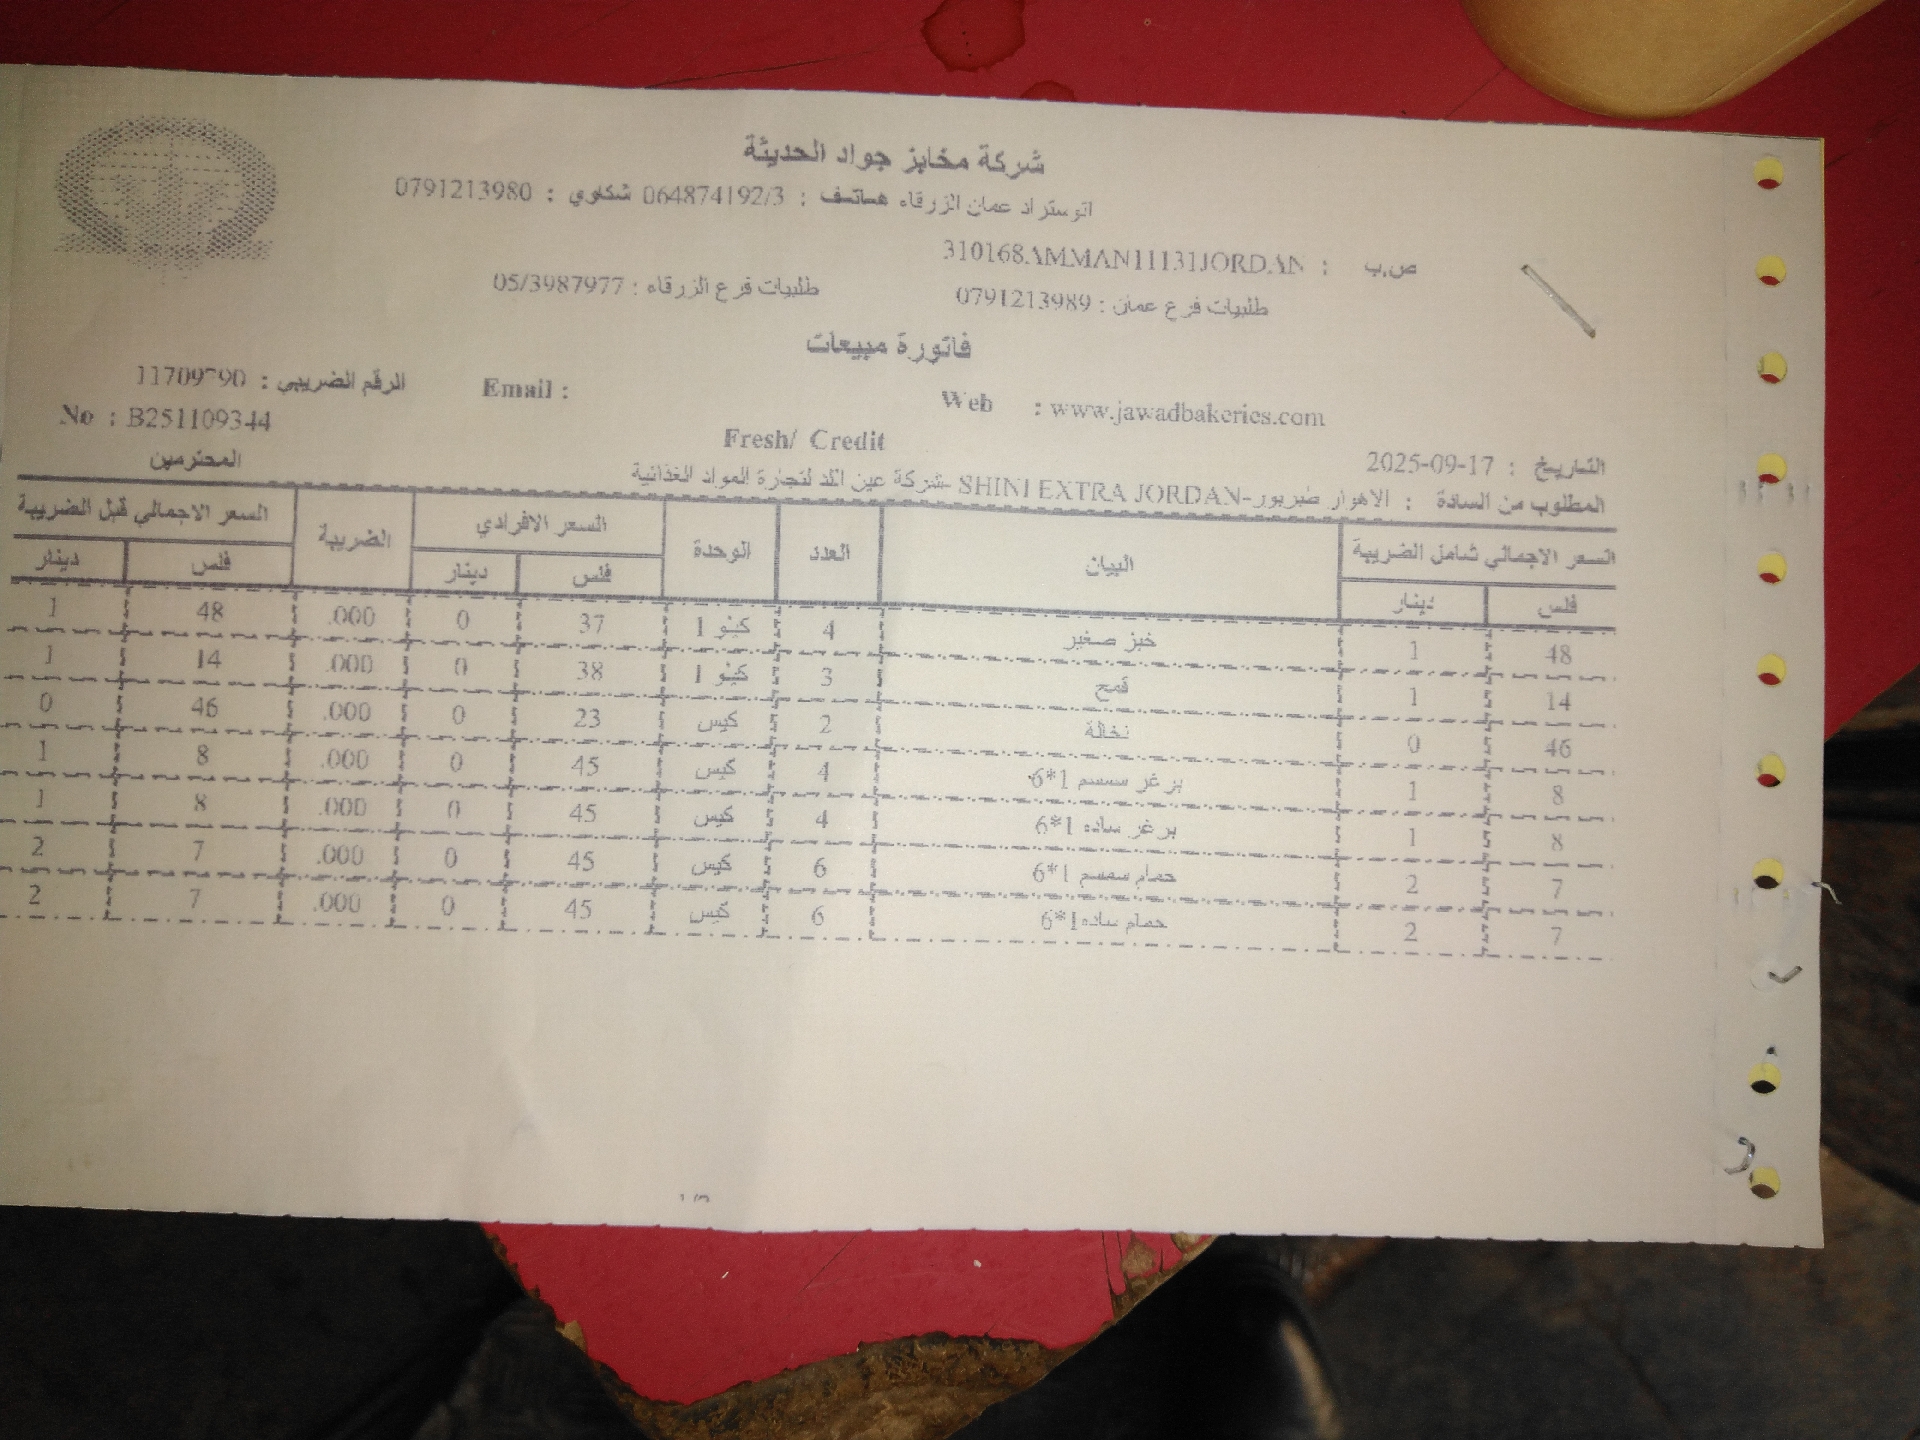 شركة مخابز جواد الحديثة
اتوستراد عمان الزرقاء هاتف : 064874192/3 شكاوي : 0791213980
ص.ب : 310168AMMAN11131JORDAN
طلبيات فرع عمان : 0791213989 طلبيات فرع الزرقاء : 05/3987977
فاتورة مبيعات
Web : www.jawadbakeries.com Email : الرقم الضريبي : 11709790
التاريخ : 2025-09-17 Fresh/ Credit No : B251109344
المطلوب من السادة : الاهوار طبربور-SHINI EXTRA JORDAN -شركة عين اللد لتجارة المواد الغذائية المحترمين
السعر الاجمالي شامل الضريبة البيان العدد الوحدة السعر الافرادي الضريبة السعر الاجمالي قبل الضريبة
فلس دينار فلس دينار فلس دينار
48 1 خبز صغير 4 كيلو 1 37 0 .000 48 1
14 1 قمح 3 كيلو 1 38 0 .000 14 1
46 0 نخالة 2 كيس 23 0 .000 46 0
8 1 برغر سمسم 1*6 4 كيس 45 0 .000 8 1
8 1 برغر ساده 1*6 4 كيس 45 0 .000 8 1
7 2 حمام سمسم 1*6 6 كيس 45 0 .000 7 2
7 2 حمام ساده1*6 6 كيس 45 0 .000 7 2